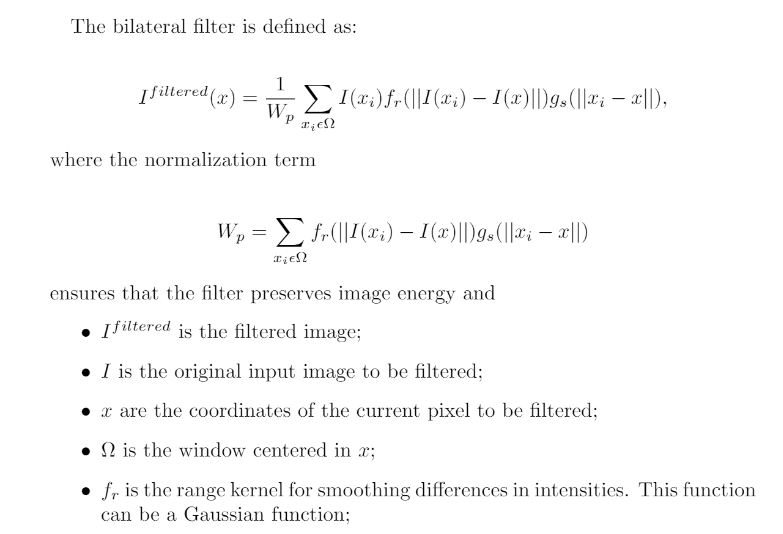 The bilateral filter is defined as:
I^{filtered}(x) = \frac{1}{W_p} \sum_{x_i \epsilon \Omega} I(x_i) f_r(||I(x_i) − I(x)||) g_s(||x_i − x||),
where the normalization term
W_p = \sum_{x_i \epsilon \Omega} f_r(||I(x_i) − I(x)||) g_s(||x_i − x||)
ensures that the filter preserves image energy and
• I^{filtered} is the filtered image;
• I is the original input image to be filtered;
• x are the coordinates of the current pixel to be filtered;
• Ω is the window centered in x;
• f_r is the range kernel for smoothing differences in intensities. This function
can be a Gaussian function;